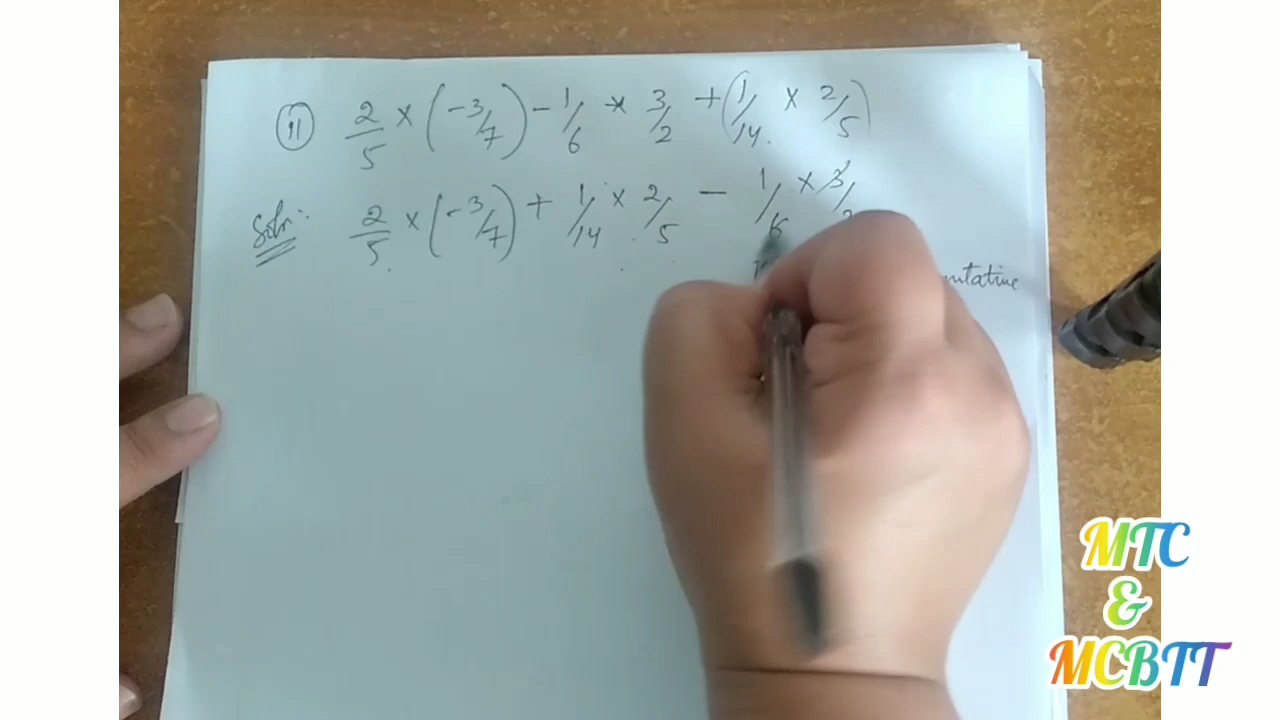 (ii) 2/5 × (-3/7) - 1/6 × 3/2 + (1/14 × 2/5)
Soln:- 2/5 × (-3/7) + 1/14 × 2/5 - 1/6 × 3/2
MTC
&
MCBTT